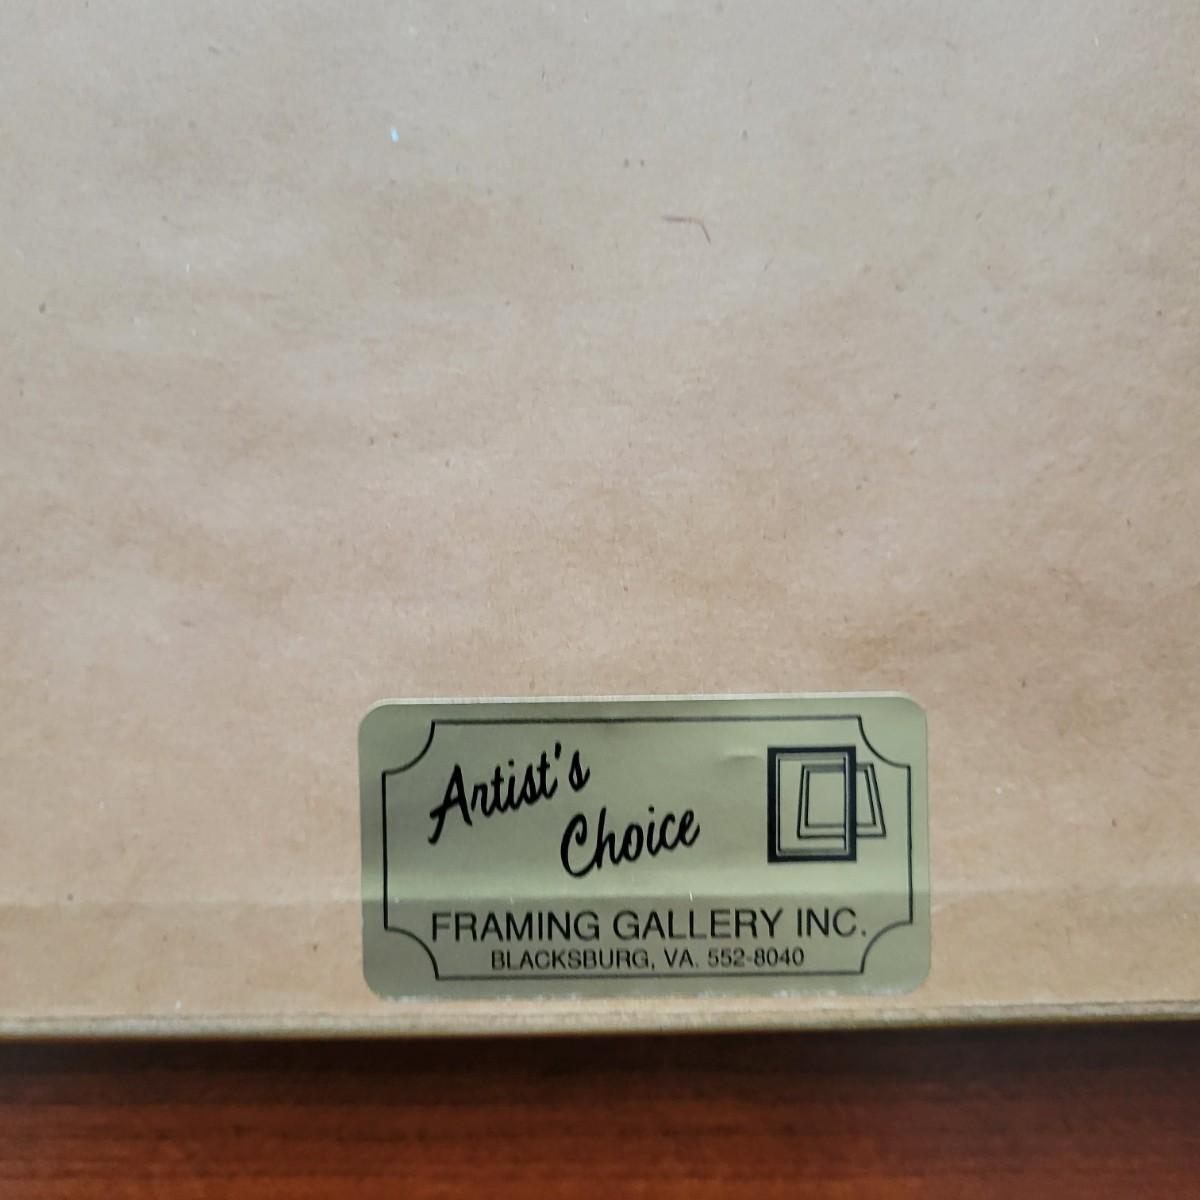 Artist's
Choice
FRAMING GALLERY INC.
BLACKSBURG, VA. 552-8040